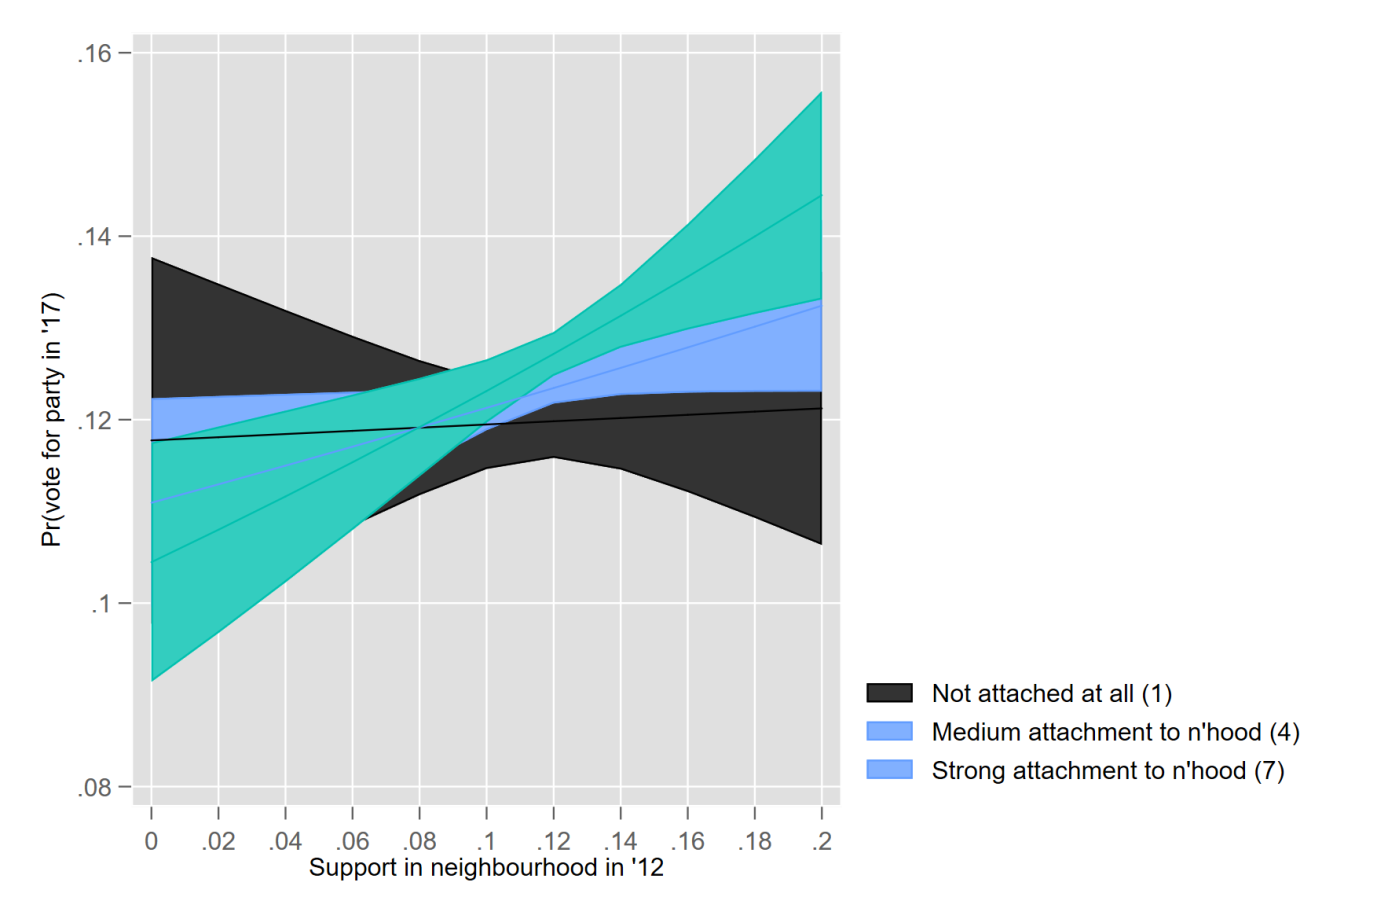 .16
.14
.12
.1
.08
Pr(vote for party in '17)
0 .02 .04 .06 .08 .1 .12 .14 .16 .18 .2
Support in neighbourhood in '12
Not attached at all (1)
Medium attachment to n'hood (4)
Strong attachment to n'hood (7)